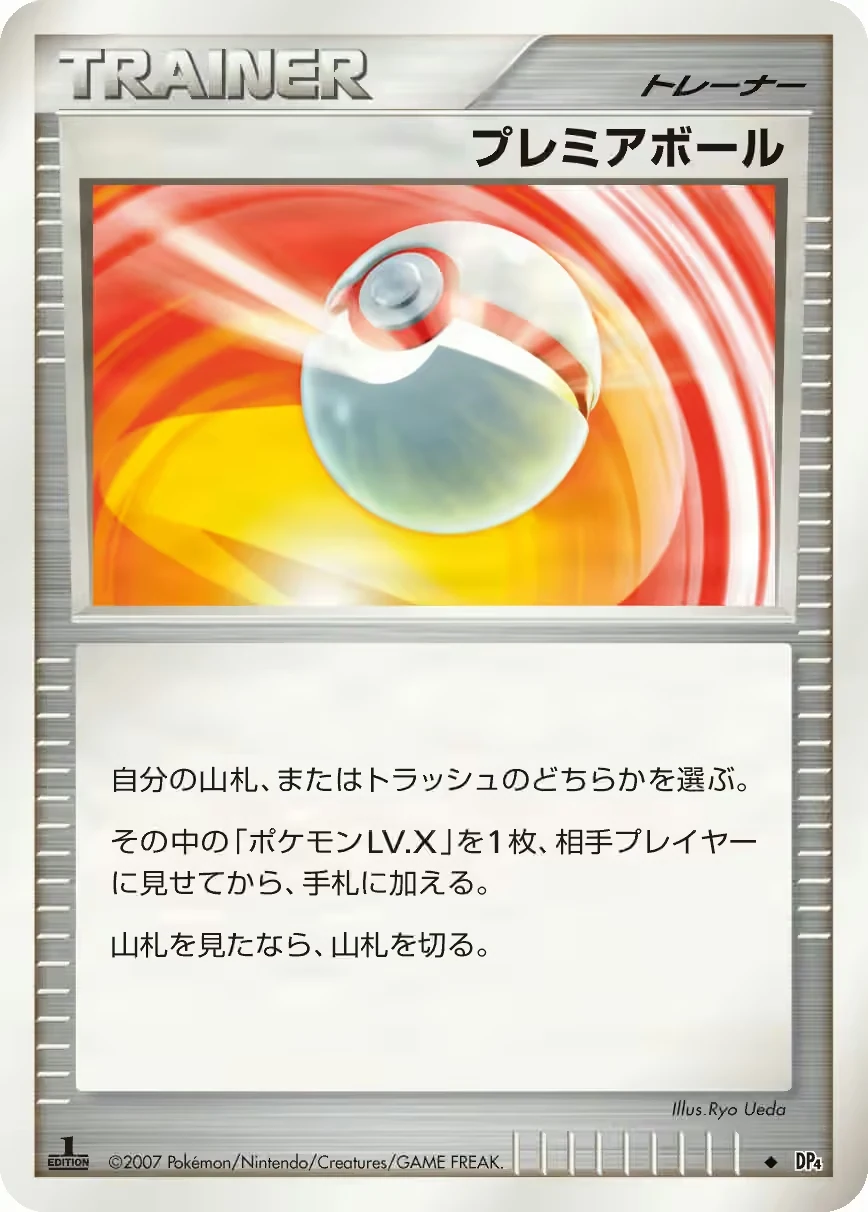 TRAINER
トレーナー
プレミアボール
自分の山札、またはトラッシュのどちらかを選ぶ。
その中の「ポケモンLV.X」を1枚、相手プレイヤー
に見せてから、手札に加える。
山札を見たなら、山札を切る。
Illus.Ryo Ueda
1
EDITION
©2007 Pokémon/Nintendo/Creatures/GAME FREAK.
◆ DP4